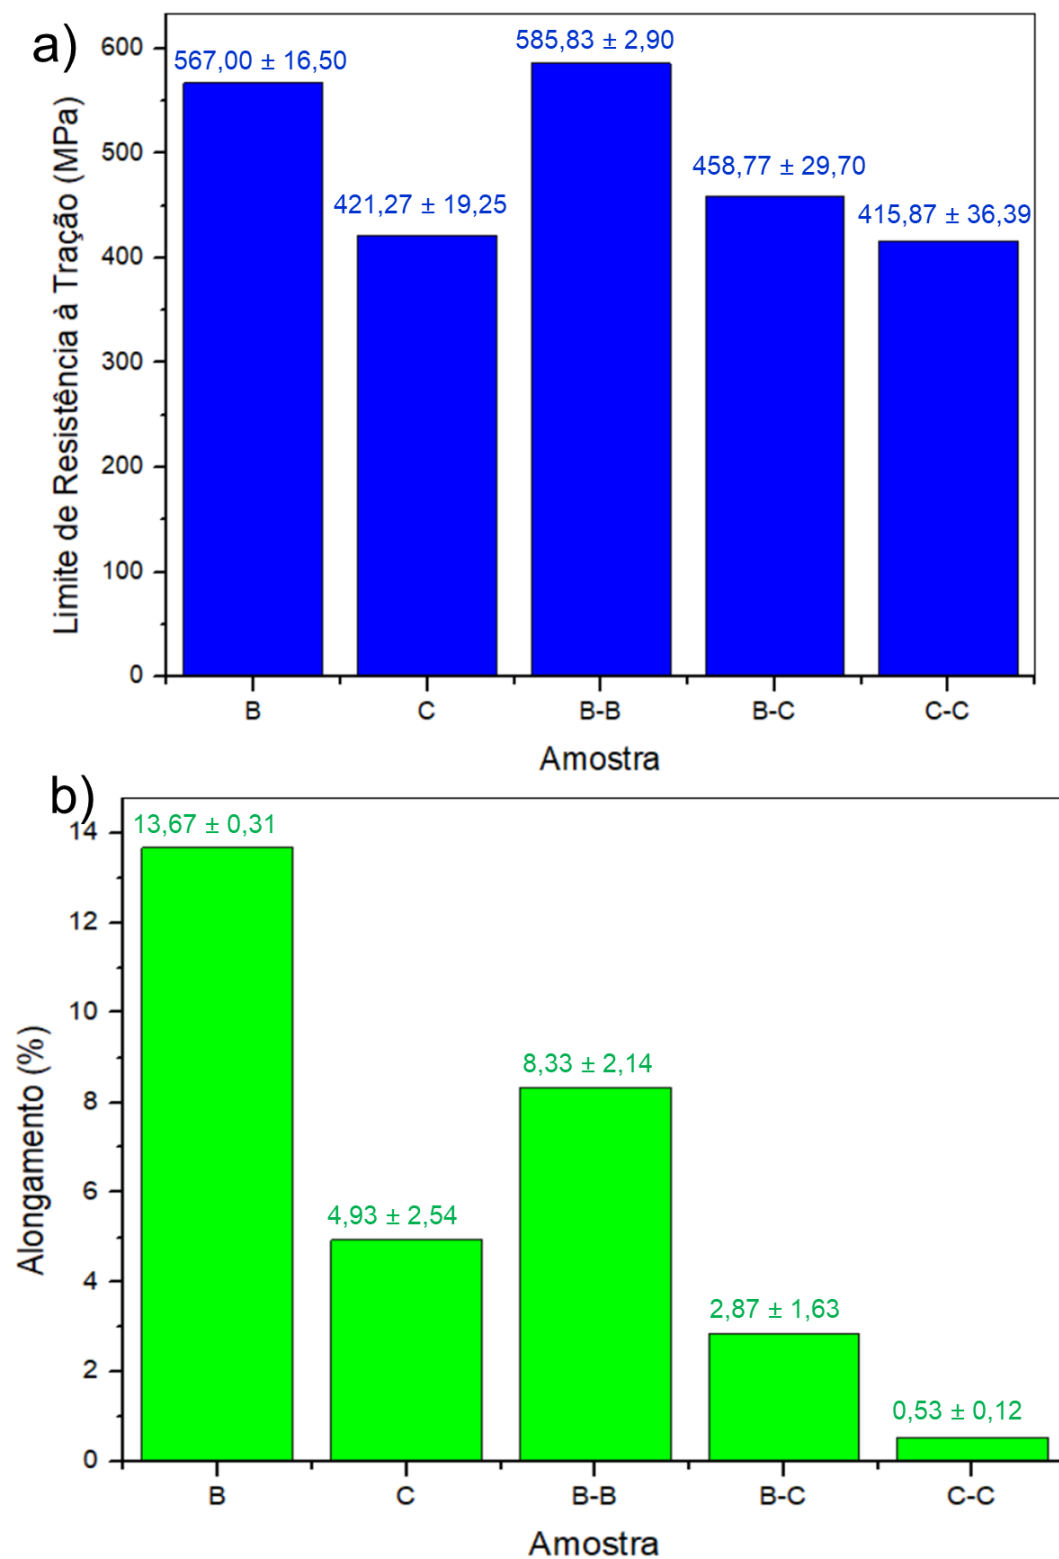 a)
Limite de Resistência à Tração (MPa)
600
500
400
300
200
100
0
567,00 ± 16,50
421,27 ± 19,25
585,83 ± 2,90
458,77 ± 29,70
415,87 ± 36,39
B
C
B-B
B-C
C-C
Amostra
b)
Alongamento (%)
14
12
10
8
6
4
2
0
13,67 ± 0,31
4,93 ± 2,54
8,33 ± 2,14
2,87 ± 1,63
0,53 ± 0,12
B
C
B-B
B-C
C-C
Amostra